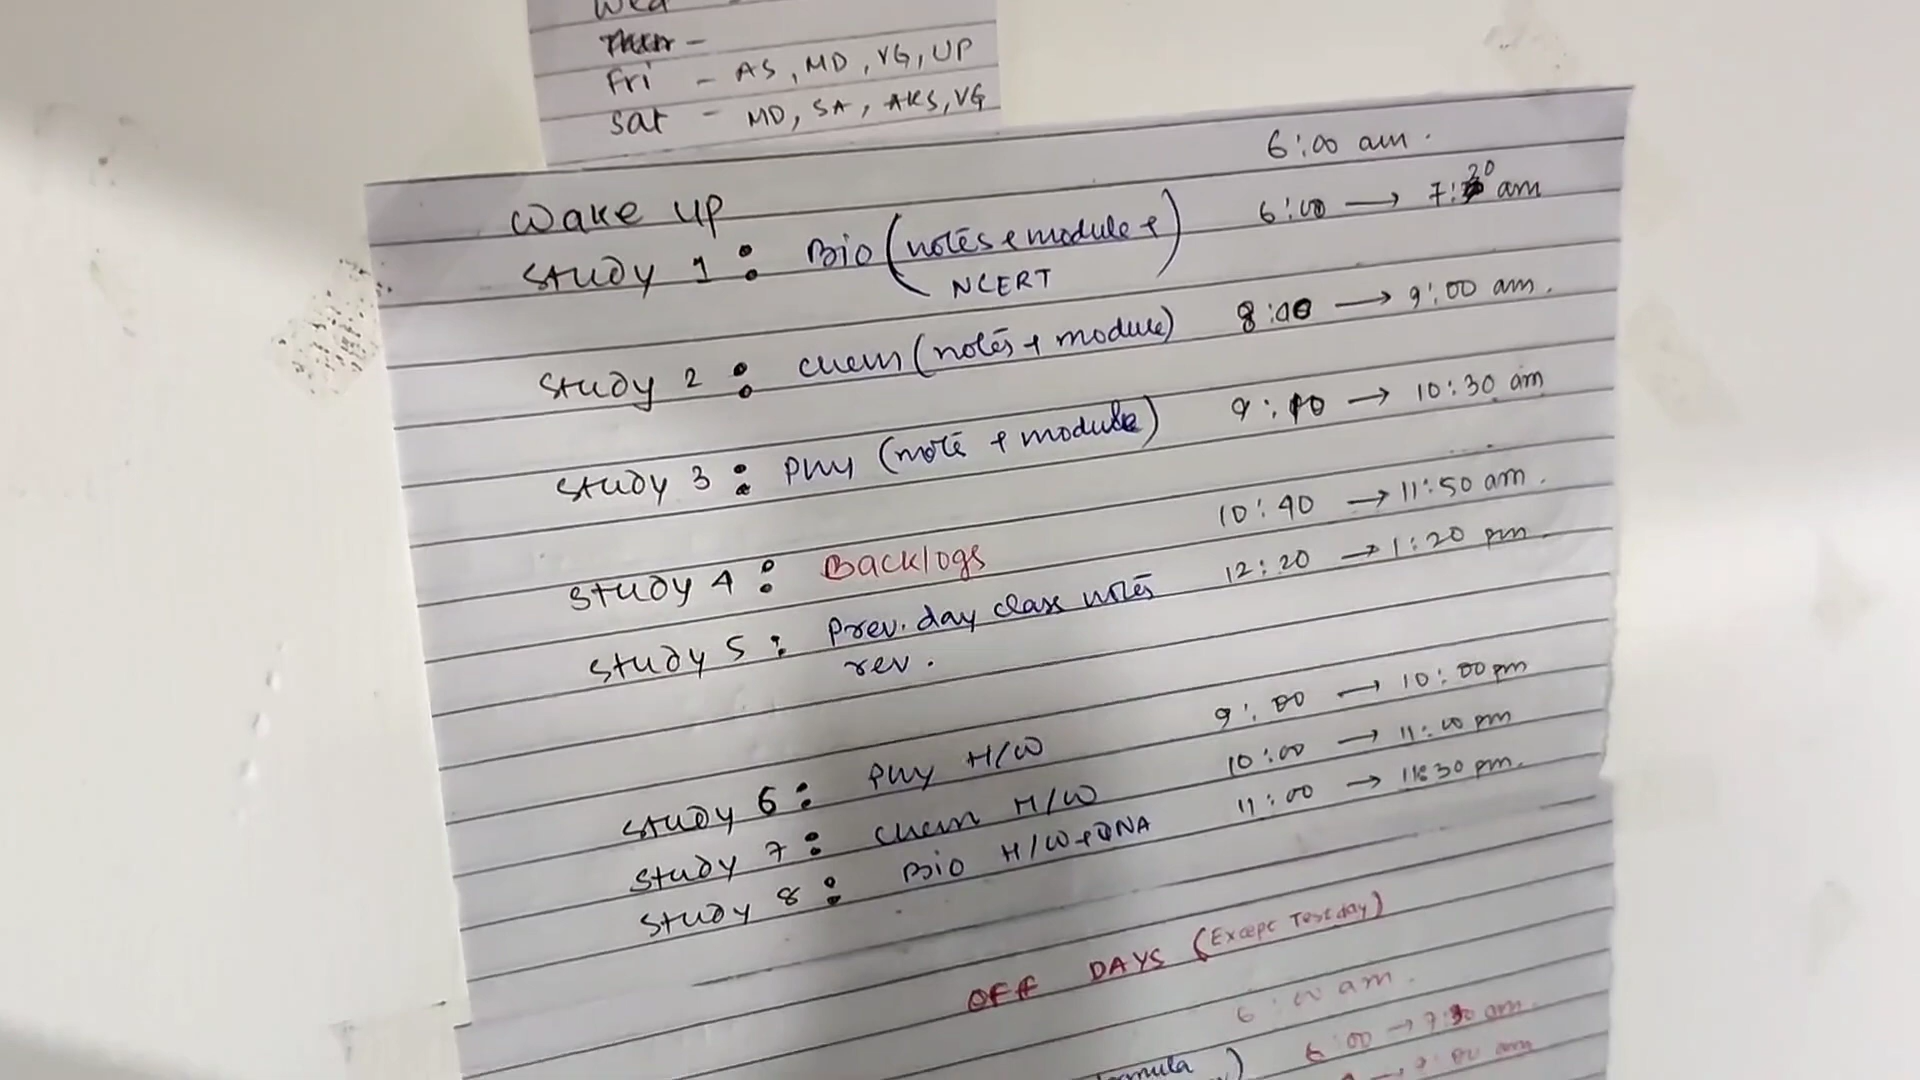 Wed
Thur -
Fri - AS, MD, VG, UP
Sat - MD, SA, AKS, VG
Wake up 6:00 am.
Study 1 : Bio (notes + module + NCERT) 6:00 → 7:30 am
Study 2 : Chem (notes + module) 8:00 → 9:00 am.
Study 3 : Phy (note + module) 9:10 → 10:30 am
Study 4 : Backlogs 10:40 → 11:50 am.
Study 5 : Prev. day class notes 12:20 → 1:20 pm.
rev.
Study 6 : Phy H/W 9:00 → 10:00 pm
Study 7 : Chem H/W 10:00 → 11:00 pm
Study 8 : Bio H/W + DNA 11:00 → 11:30 pm.
OFF DAYS (Except Test day)
6:00 am.
6:00 → 7:30 am.
am